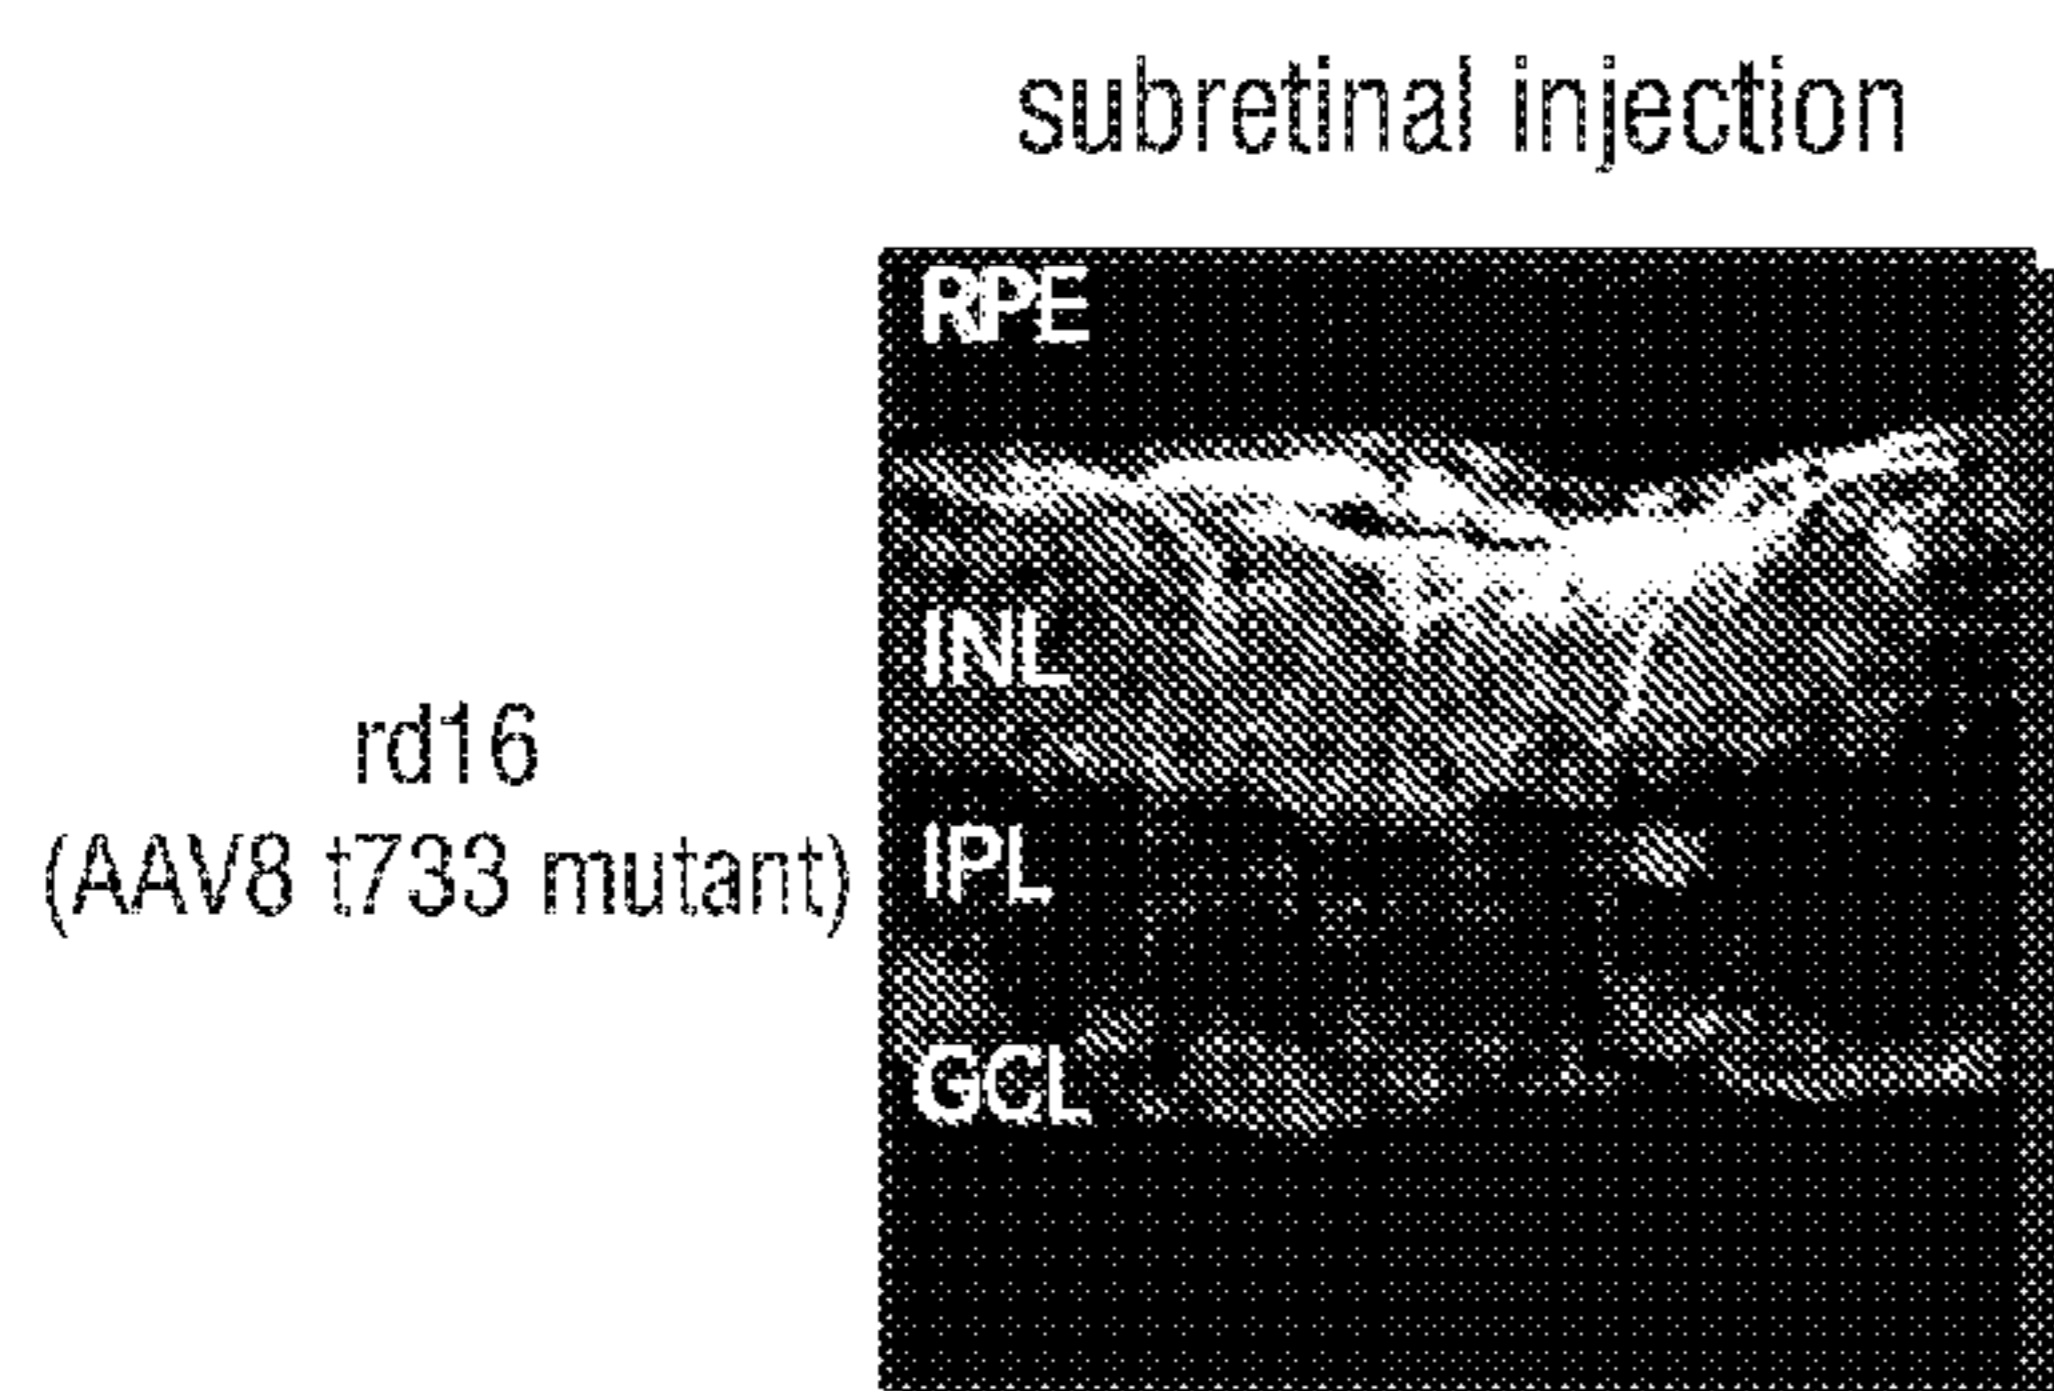 subretinal injection
RPE
INL
rd16
(AAV8 t733 mutant)
IPL
GCL